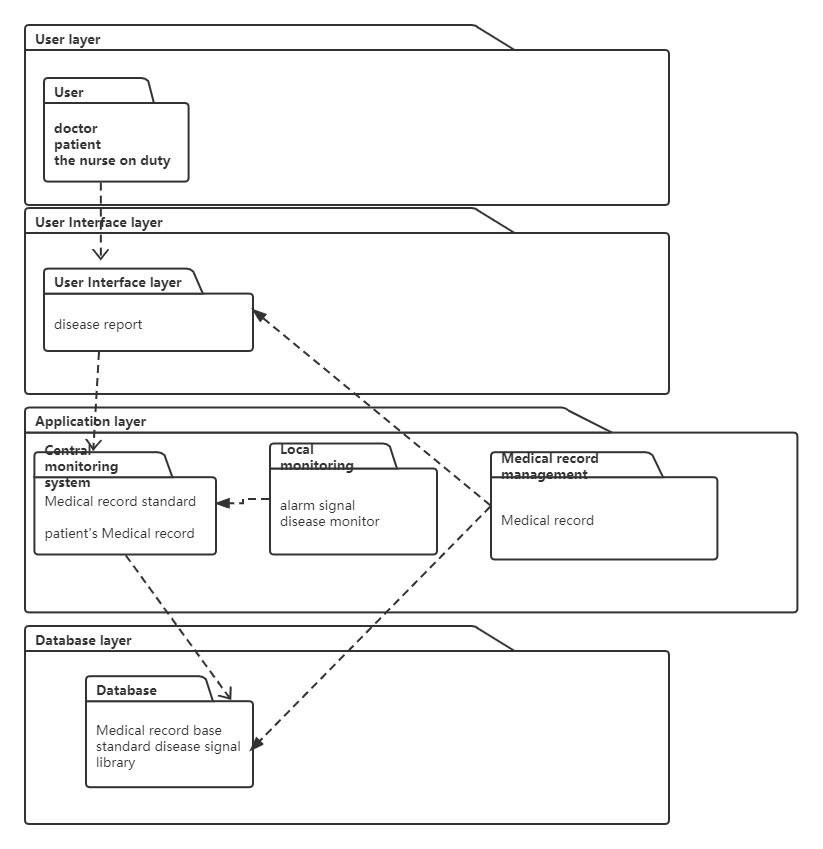 User layer
User
doctor
patient
the nurse on duty
User Interface layer
User Interface layer
disease report
Application layer
Central
monitoring
system
Medical record standard
patient's Medical record
Local
monitoring
alarm signal
disease monitor
Medical record
management
Medical record
Database layer
Database
Medical record base
standard disease signal
library